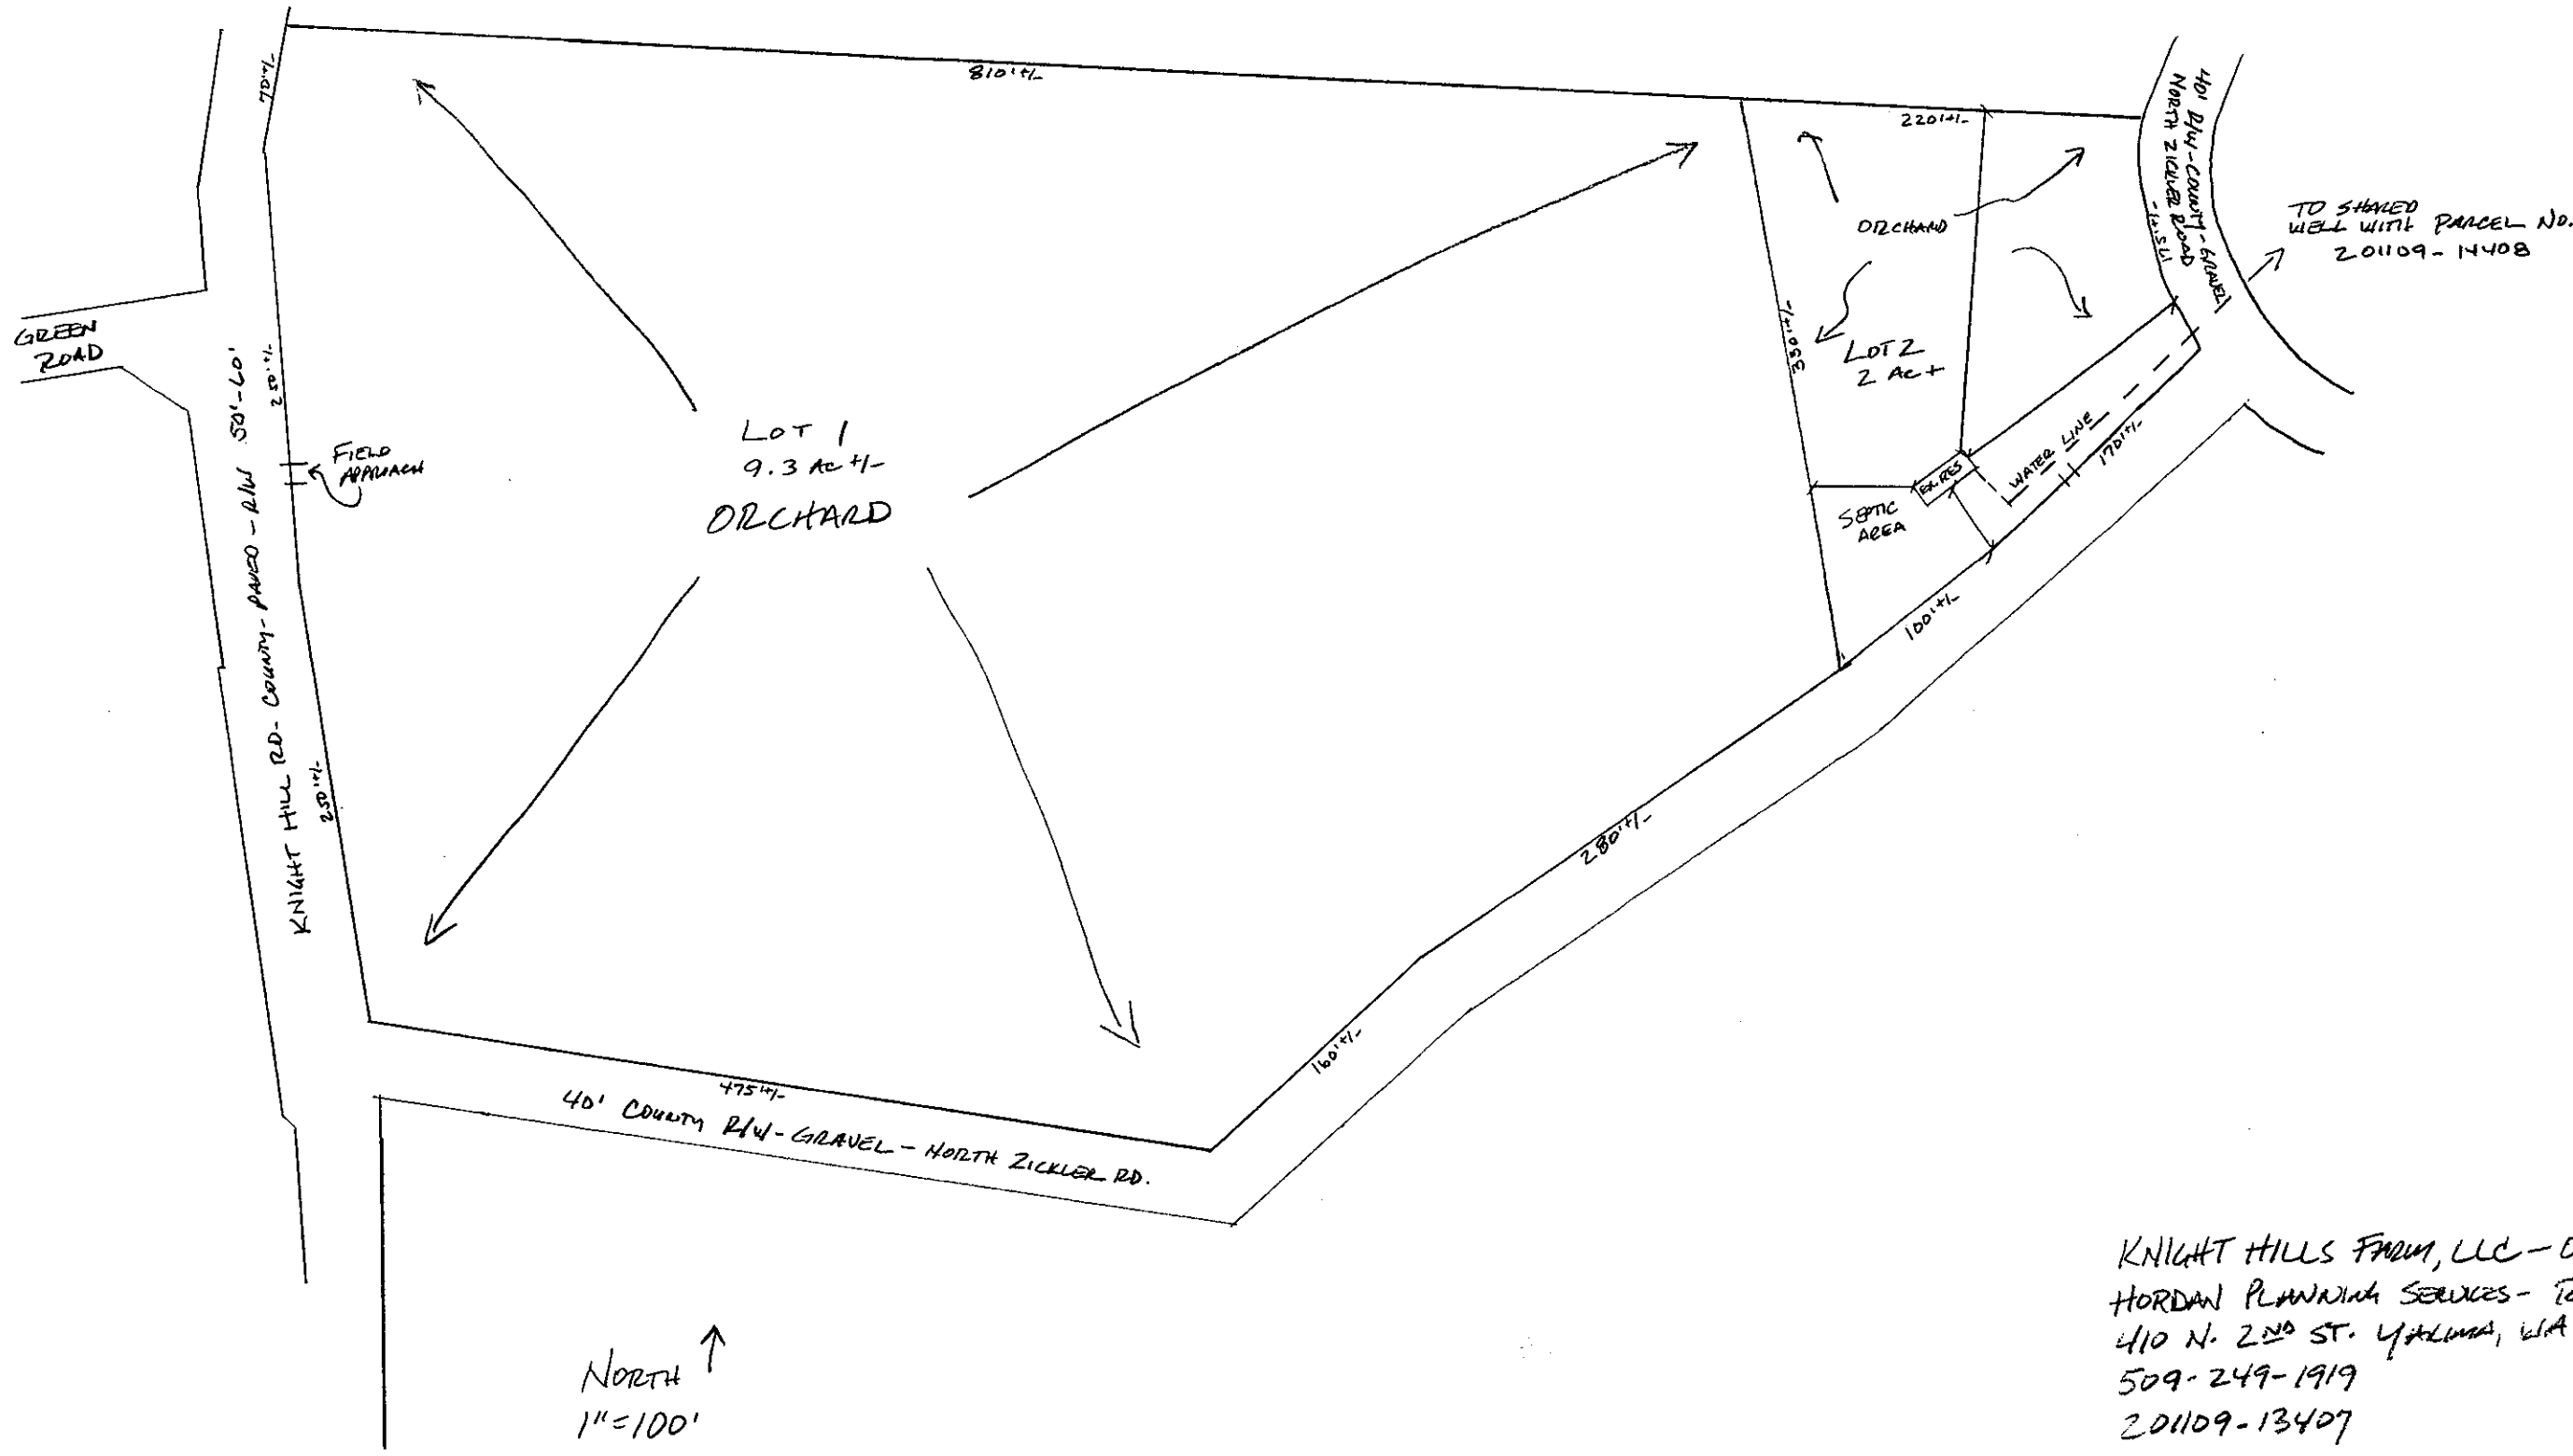 70'+/-
810'+/-
220'+/-
40' R/W-COUNTY-GRAVEL
NORTH ZICKLER ROAD
175'+/-
TO SHARED
WELL WITH PARCEL NO.
201109-14408
ORCHARD
GREEN
ROAD
250'+/-
KNIGHT HILL RD- COUNTY- PAVED - R/W 50'-60'
FIELD
APPROACH
250'+/-
LOT 1
9.3 AC +/-
ORCHARD
330'+/-
LOT 2
2 AC +
EX. RES
WATER LINE
170'+/-
SEPTIC
AREA
100'+/-
280'+/-
160'+/-
475'+/-
40' COUNTY R/W-GRAVEL-NORTH ZICKLER RD.
NORTH
1"=100'
KNIGHT HILLS FARM, LLC -
HORDAN PLANNING SERVICES-
410 N. 2ND ST. YAKIMA, WA
509-249-1919
201109-13407